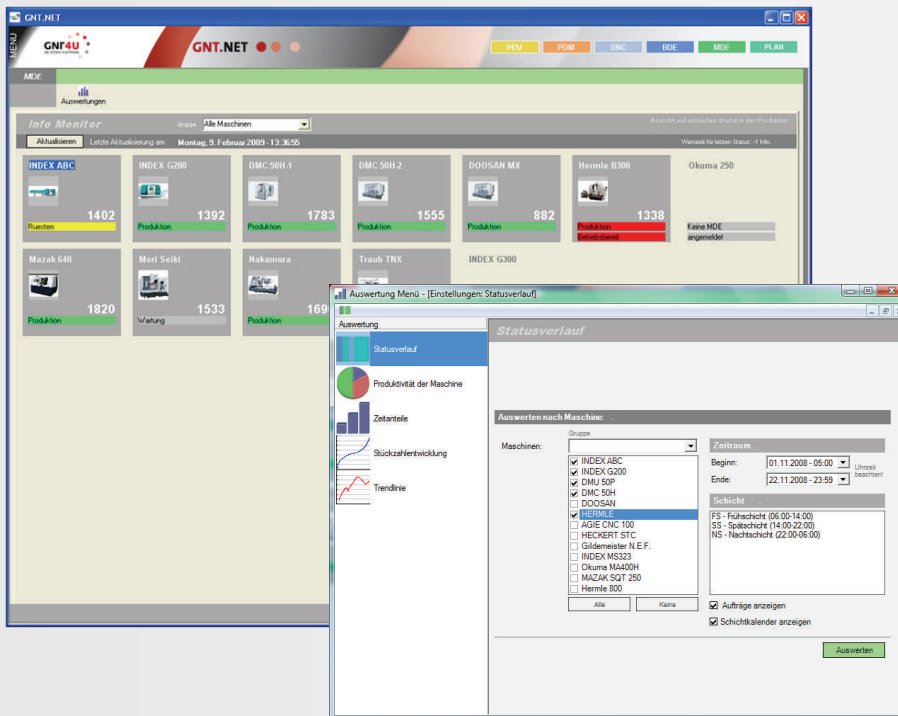 GNT.NET
MENU
GNT4U
GNT.NET
PDV PDM DNC BDE MDE PLAN
MDE
Auswertungen
Info Monitor Gruppe Alle Maschinen Ansicht auf aktuellen Stand in der Produktion
Aktualisieren Letzte Aktualisierung am: Montag, 9. Februar 2009 - 13:36:55 Wartezeit für letzen Status: -1 Min.
INDEX ABC INDEX G200 DMC 50H-1 DMC 50H-2 DOOSAN MX Hermle B300 Okuma 250
1402 1392 1783 1555 882 1338
Ruesten Produktion Produktion Produktion Produktion Produktion Keine MDE
Betriebsbereit angemeldet
Mazak 640 Mori Seiki Nakamura Traub TNX INDEX G300
1820 1533 169
Produktion Wartung Produktion
Auswertung Menü - [Einstellungen: Statusverlauf]
Auswertung
Statusverlauf
Produktivität der Maschine
Zeitanteile
Stückzahlentwicklung
Trendlinie
Statusverlauf
Auswerten nach Maschine: .
Gruppe
Maschinen:
INDEX ABC
INDEX G200
DMU 50P
DMC 50H
DOOSAN
HERMLE
AGIE CNC 100
HECKERT STC
Gildemeister N.E.F.
INDEX MS323
Okuma MA400H
MAZAK SQT 250
Hermle 800
Alle Keine
Zeitraum .
Beginn: 01.11.2008 - 05:00
Ende: 22.11.2008 - 23:59
Uhrzeit
beachten!
Schicht .
FS - Frühschicht (06:00-14:00)
SS - Spätschicht (14:00-22:00)
NS - Nachtschicht (22:00-06:00)
Aufträge anzeigen
Schichtkalender anzeigen
Auswerten